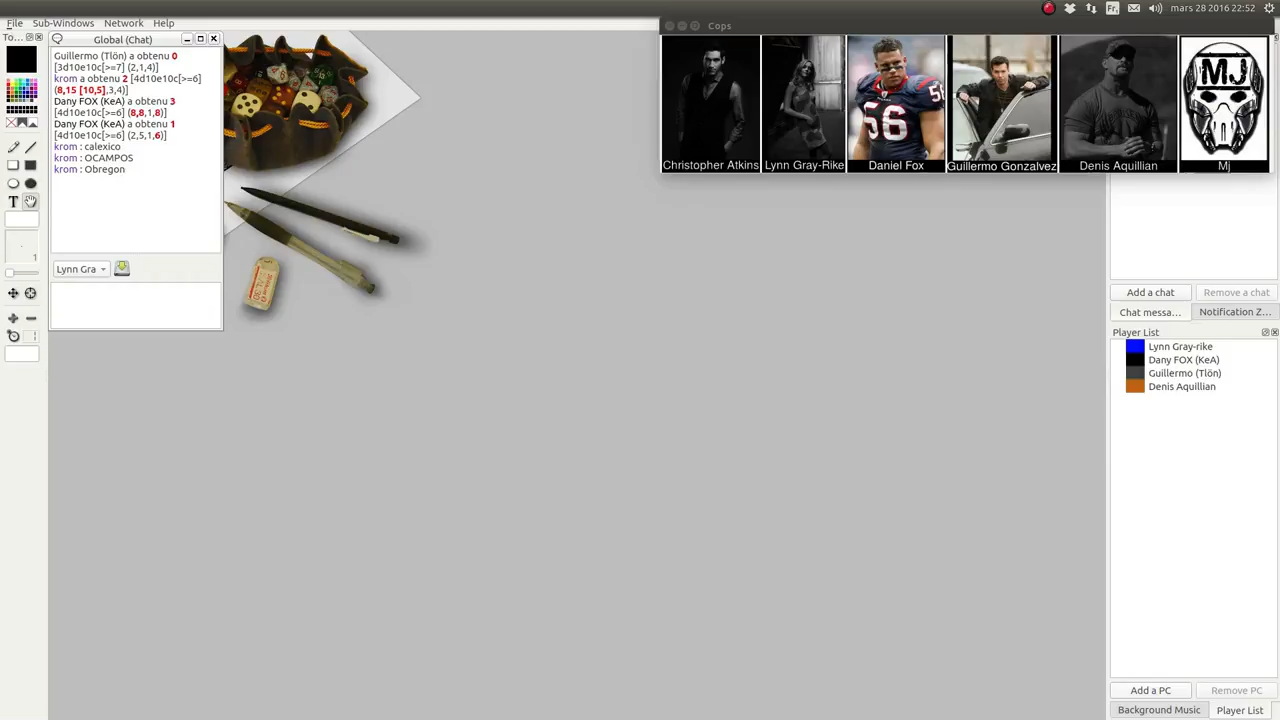 Fr
mars 28 2016 22:52
File Sub-Windows Network Help
To...
Global (Chat)
Guillermo (Tlön) a obtenu 0
[3d10e10c[>=7] (2,1,4)]
krom a obtenu 2 [4d10e10c[>=6]
(8,15 [10,5],3,4)]
Dany FOX (KeA) a obtenu 3
[4d10e10c[>=6] (8,8,1,8)]
Dany FOX (KeA) a obtenu 1
[4d10e10c[>=6] (2,5,1,6)]
krom : calexico
krom : OCAMPOS
krom : Obregon
Lynn Gra
T
1
Cops
56
MJ
Christopher Atkins
Lynn Gray-Rike
Daniel Fox
Guillermo Gonzalvez
Denis Aquillian
Mj
Add a chat
Remove a chat
Chat messa...
Notification Z...
Player List
Lynn Gray-rike
Dany FOX (KeA)
Guillermo (Tlön)
Denis Aquillian
Add a PC
Remove PC
Background Music
Player List